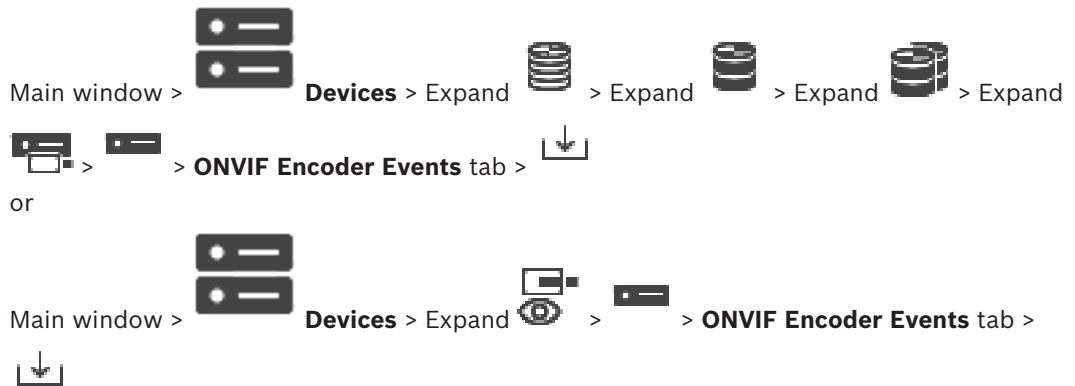 Main window > Devices > Expand > Expand > Expand > Expand
> > ONVIF Encoder Events tab >
or
Main window > Devices > Expand > > ONVIF Encoder Events tab >